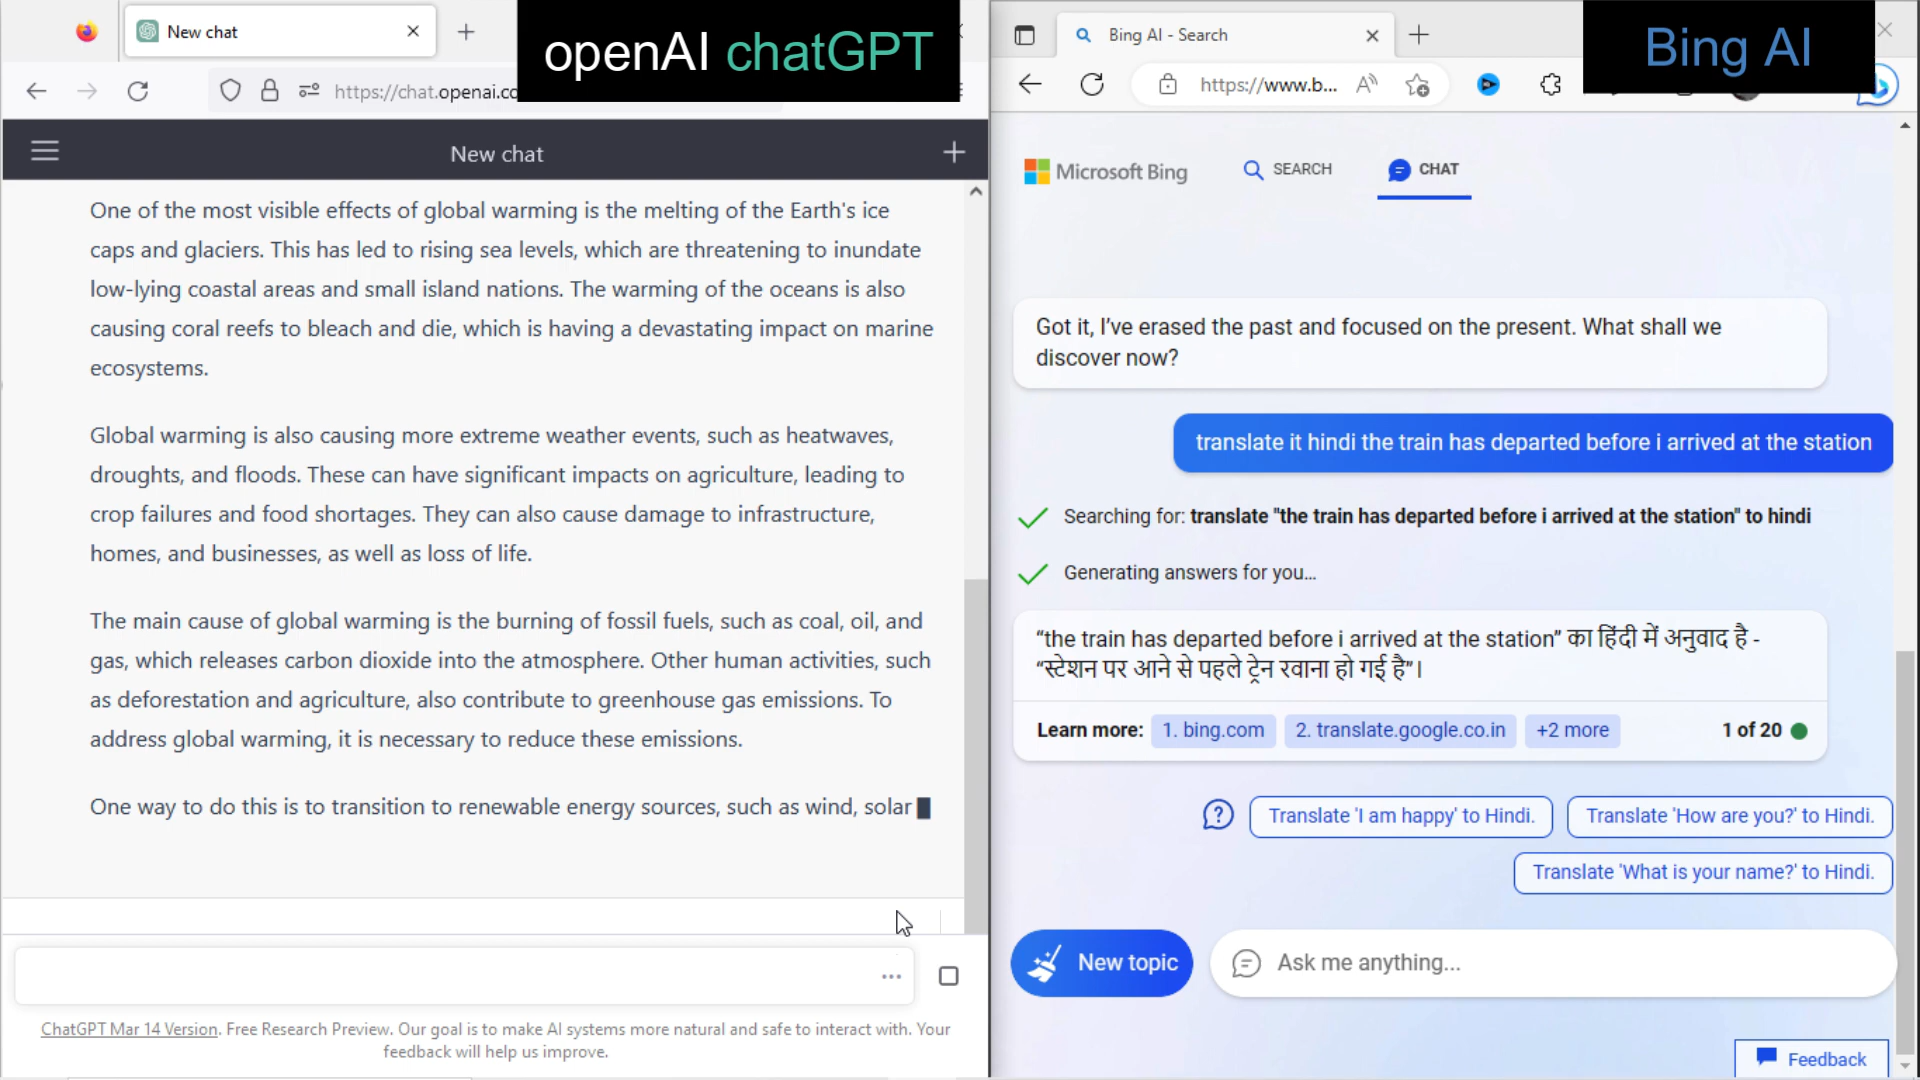 New chat
openAI chatGPT
https://chat.openai.co
New chat
One of the most visible effects of global warming is the melting of the Earth's ice
caps and glaciers. This has led to rising sea levels, which are threatening to inundate
low-lying coastal areas and small island nations. The warming of the oceans is also
causing coral reefs to bleach and die, which is having a devastating impact on marine
ecosystems.
Global warming is also causing more extreme weather events, such as heatwaves,
droughts, and floods. These can have significant impacts on agriculture, leading to
crop failures and food shortages. They can also cause damage to infrastructure,
homes, and businesses, as well as loss of life.
The main cause of global warming is the burning of fossil fuels, such as coal, oil, and
gas, which releases carbon dioxide into the atmosphere. Other human activities, such
as deforestation and agriculture, also contribute to greenhouse gas emissions. To
address global warming, it is necessary to reduce these emissions.
One way to do this is to transition to renewable energy sources, such as wind, solar
ChatGPT Mar 14 Version. Free Research Preview. Our goal is to make AI systems more natural and safe to interact with. Your
feedback will help us improve.
Bing AI - Search
Bing AI
https://www.b...
Microsoft Bing
SEARCH
CHAT
Got it, I've erased the past and focused on the present. What shall we
discover now?
translate it hindi the train has departed before i arrived at the station
Searching for: translate "the train has departed before i arrived at the station" to hindi
Generating answers for you...
“the train has departed before i arrived at the station” का हिंदी में अनुवाद है -
“स्टेशन पर आने से पहले ट्रेन रवाना हो गई है”।
Learn more: 1. bing.com 2. translate.google.co.in +2 more 1 of 20
Translate 'I am happy' to Hindi. Translate 'How are you?' to Hindi.
Translate 'What is your name?' to Hindi.
New topic
Ask me anything...
Feedback